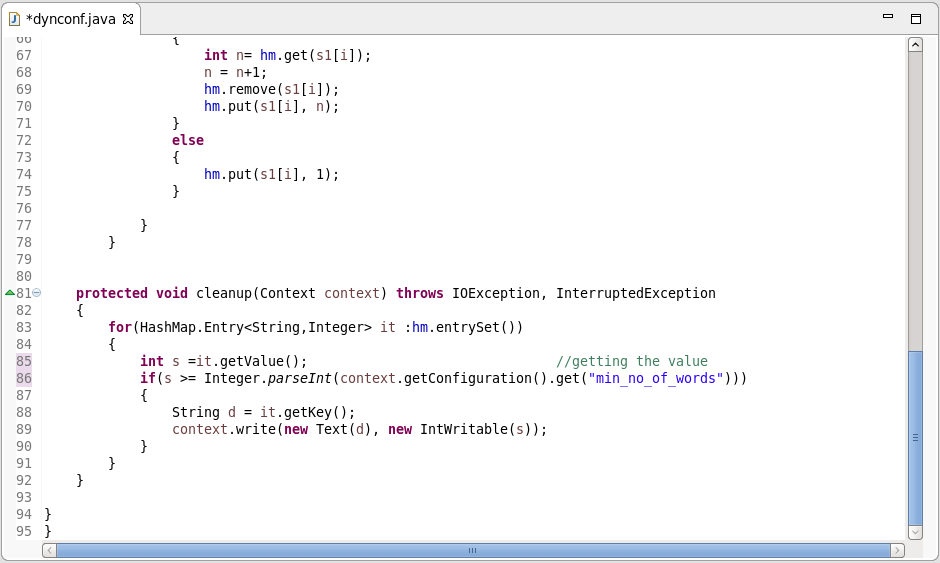 *dynconf.java
66 {
67 int n= hm.get(s1[i]);
68 n = n+1;
69 hm.remove(s1[i]);
70 hm.put(s1[i], n);
71 }
72 else
73 {
74 hm.put(s1[i], 1);
75 }
76
77 }
78 }
79
80
81 protected void cleanup(Context context) throws IOException, InterruptedException
82 {
83 for(HashMap.Entry<String,Integer> it :hm.entrySet())
84 {
85 int s =it.getValue(); //getting the value
86 if(s >= Integer.parseInt(context.getConfiguration().get("min_no_of_words")))
87 {
88 String d = it.getKey();
89 context.write(new Text(d), new IntWritable(s));
90 }
91 }
92 }
93
94 }
95 }